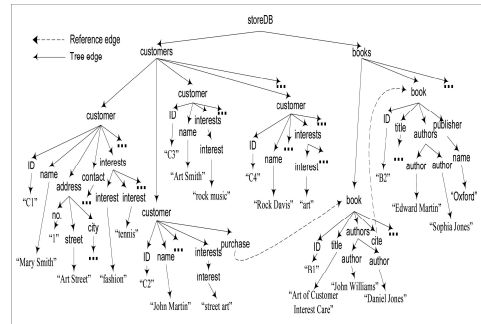 storeDB
Reference edge
Tree edge
customers
books
...
...
customer
customer
customer
book
...
ID
name
interests
...
ID
name
interests
...
ID
title
authors
publisher
...
ID
name
address
contact
interests
...
"C3"
interest
"C4"
interest
...
"B2"
author
author
name
"C1"
no.
street
city
...
...
interest
interest
"Art Smith"
"rock music"
"Rock Davis"
"art"
"Edward Martin"
"Oxford"
"Sophia Jones"
"1"
"tennis"
customer
book
"Mary Smith"
"Art Street"
"fashion"
ID
name
...
interests
purchase
ID
title
authors
cite
...
"C2"
interest
"B1"
author
author
"John Martin"
"street art"
"Art of Customer
Interest Care"
"John Williams"
"Daniel Jones"